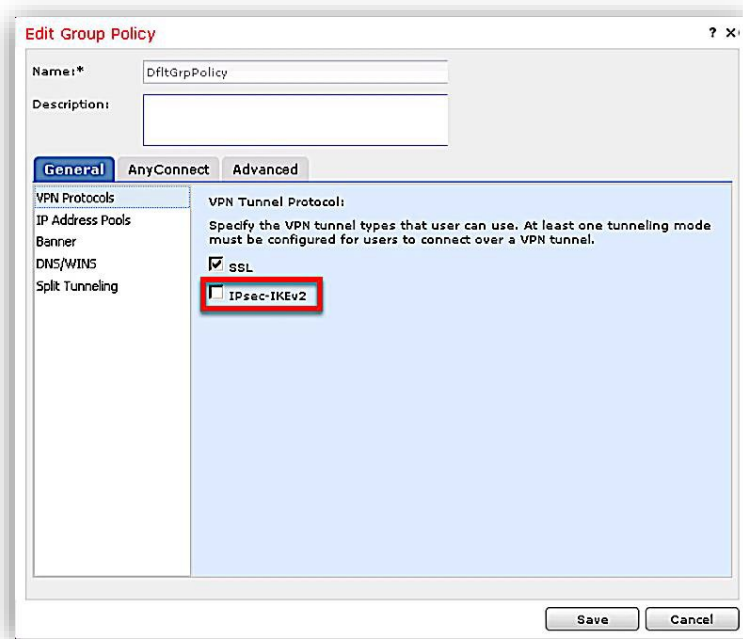 Edit Group Policy
? ×
Name:*
DfltGrpPolicy
Description:
General AnyConnect Advanced
VPN Protocols
IP Address Pools
Banner
DNS/WINS
Split Tunneling
VPN Tunnel Protocol:
Specify the VPN tunnel types that user can use. At least one tunneling mode
must be configured for users to connect over a VPN tunnel.
SSL
IPsec-IKEv2
Save Cancel